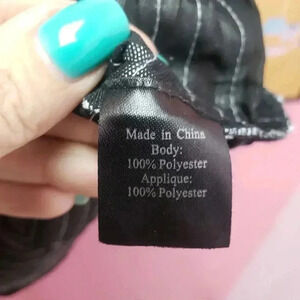 Made in China
Body:
100% Polyester
Applique:
100% Polyester